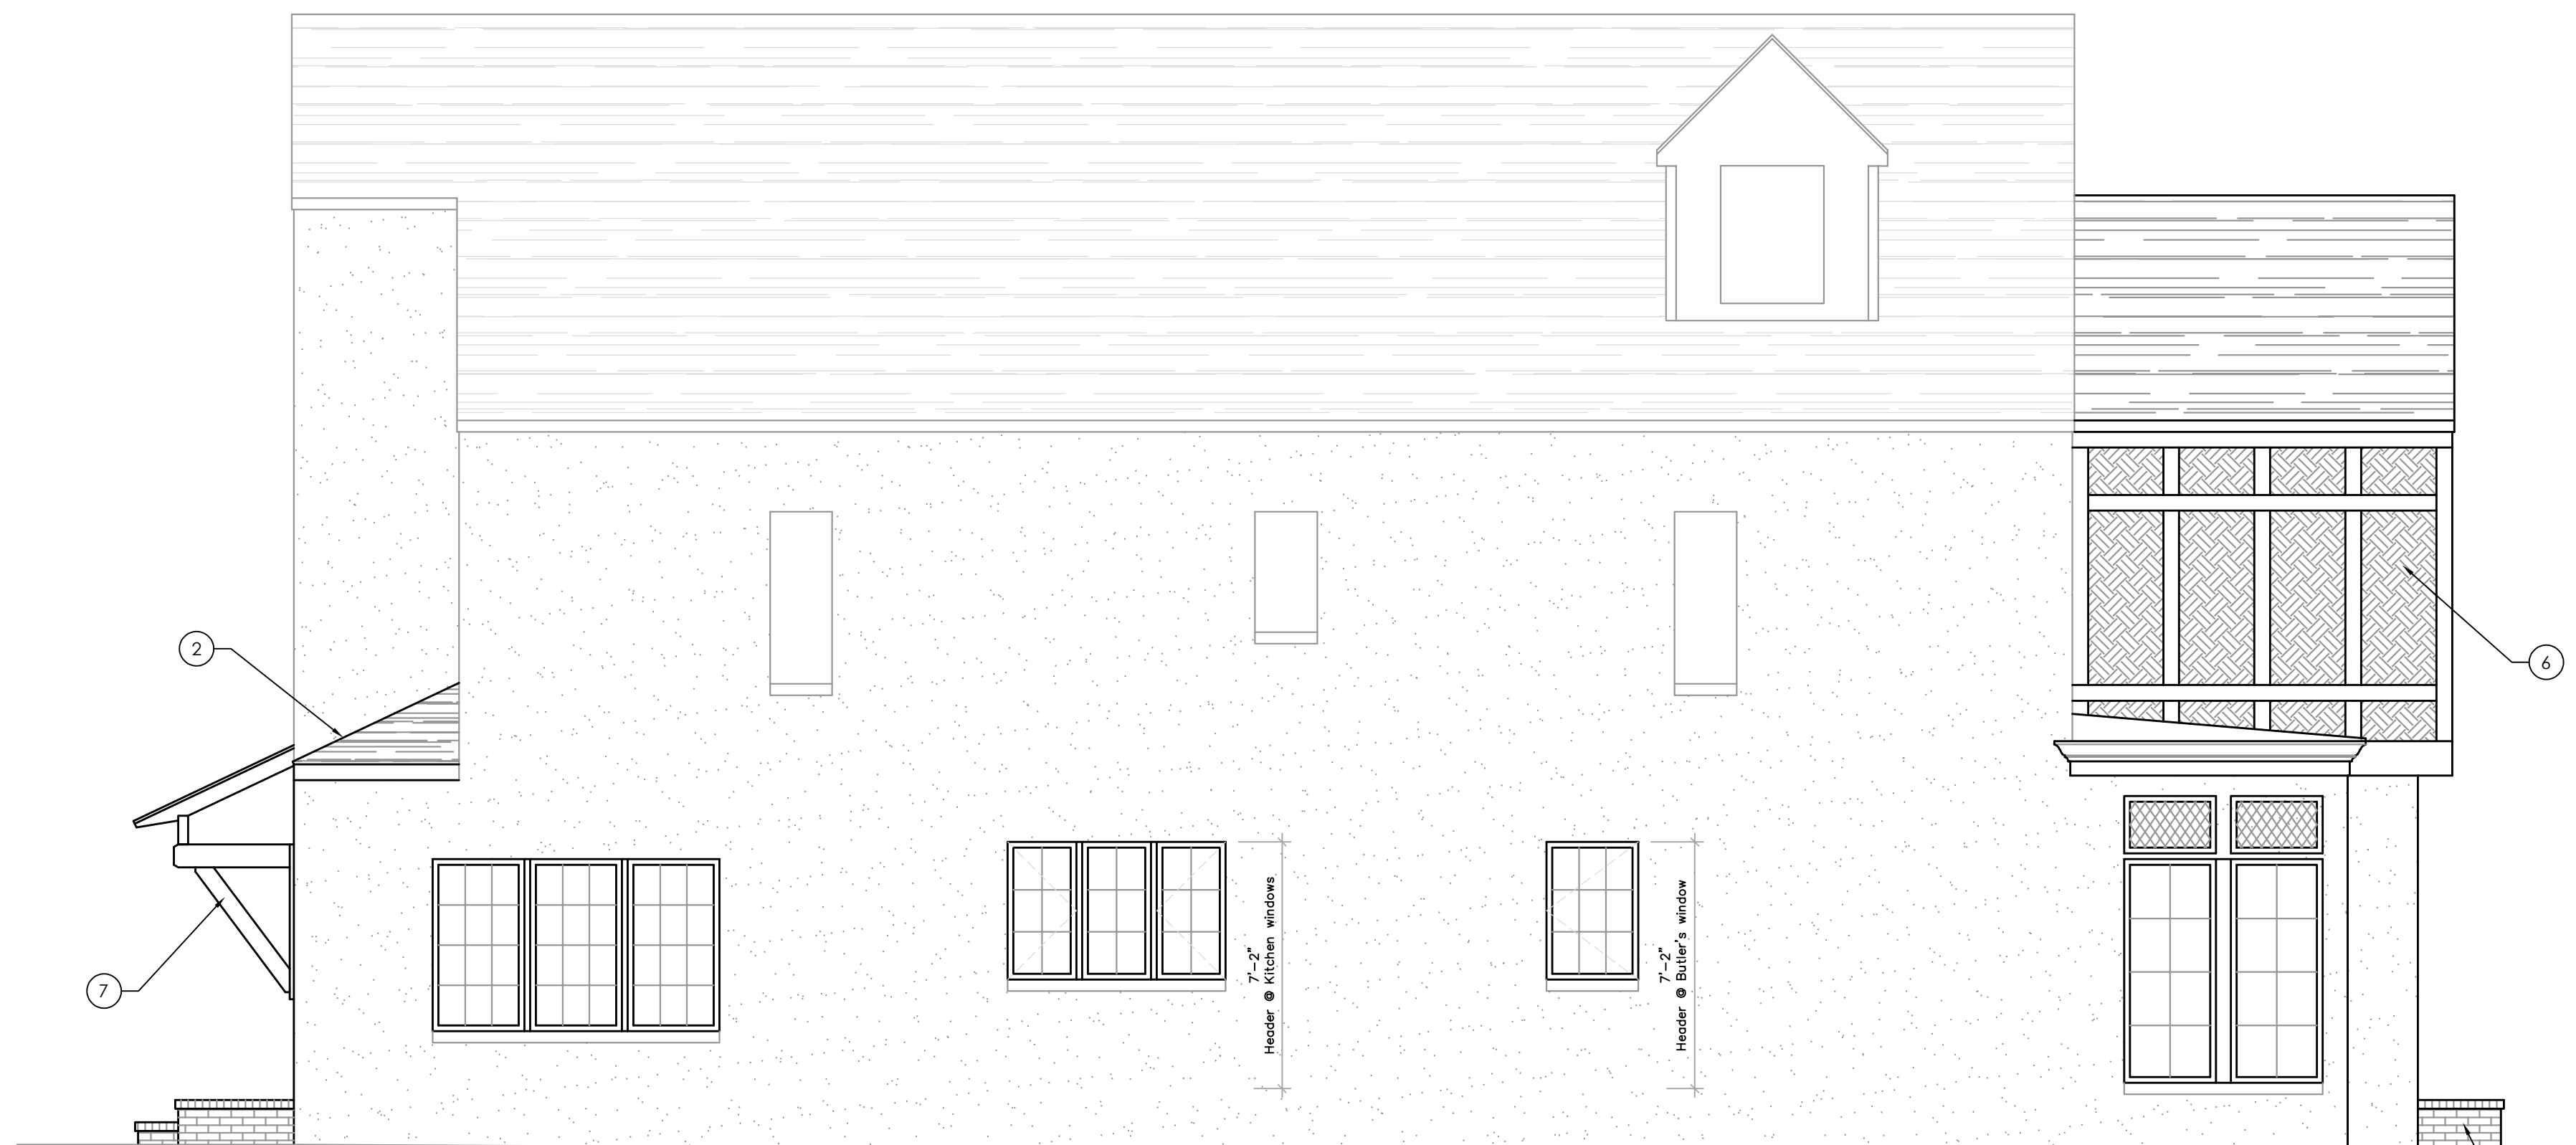 2
6
7
7'-2"
Header @ Kitchen windows
7'-2"
Header @ Butler's window